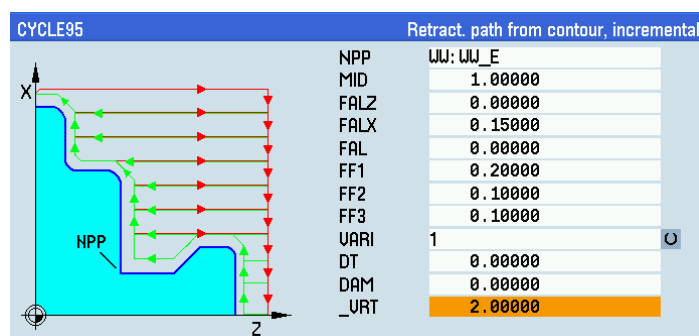 CYCLE95 Retract. path from contour, incremental
NPP WW:WW_E
MID 1.00000
FALZ 0.00000
FALX 0.15000
FAL 0.00000
FF1 0.20000
FF2 0.10000
FF3 0.10000
VARI 1
DT 0.00000
DAM 0.00000
_VRT 2.00000
X
NPP
Z